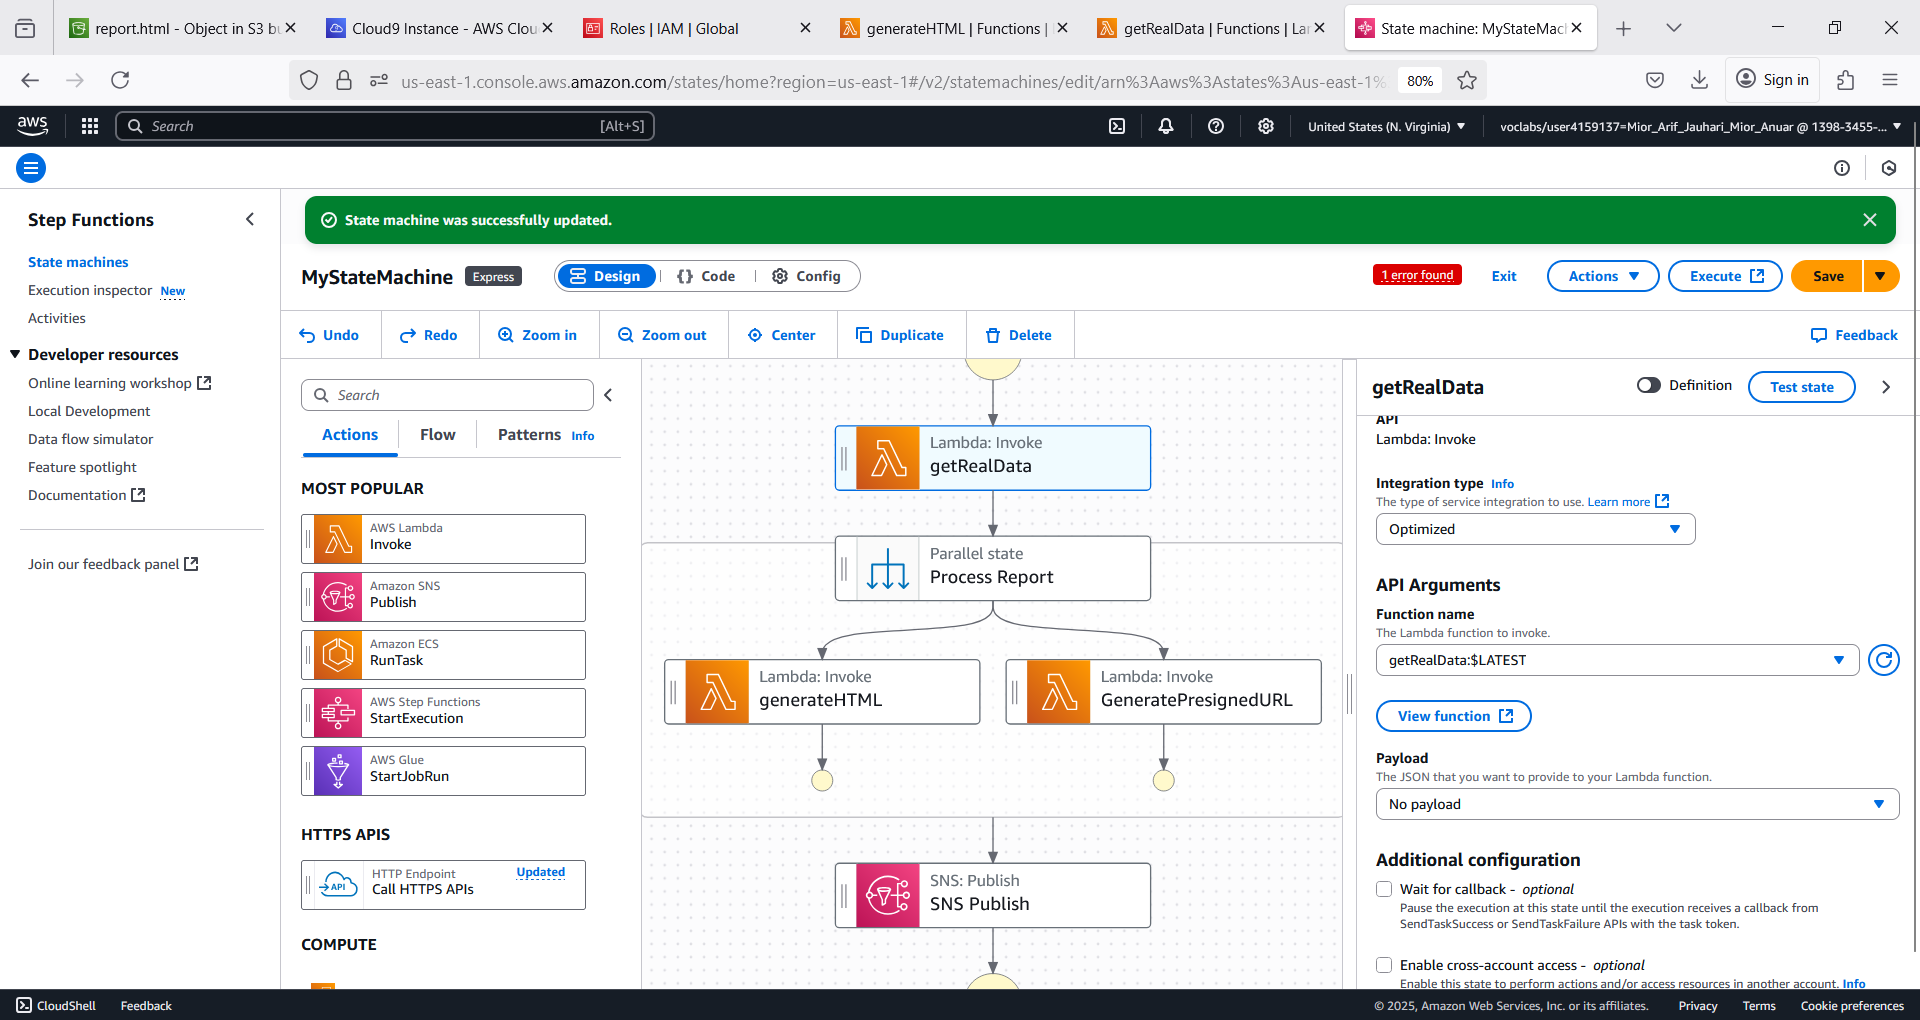 report.html - Object in S3 bu
Cloud9 Instance - AWS Clou
Roles | IAM | Global
generateHTML | Functions |
getRealData | Functions | Lam
State machine: MyStateMach
us-east-1.console.aws.amazon.com/states/home?region=us-east-1#/v2/statemachines/edit/arn%3Aaws%3Astates%3Aus-east-1%
80%
Sign in
aws
Search
[Alt+S]
United States (N. Virginia)
voclabs/user4159137=Mior_Arif_Jauhari_Mior_Anuar @ 1398-3455-...
Step Functions
State machines
Execution inspector New
Activities
Developer resources
Online learning workshop
Local Development
Data flow simulator
Feature spotlight
Documentation
Join our feedback panel
State machine was successfully updated.
MyStateMachine
Express
Design
{} Code
Config
1 error found
Exit
Actions
Execute
Save
Undo
Redo
Zoom in
Zoom out
Center
Duplicate
Delete
Feedback
Search
Actions
Flow
Patterns Info
MOST POPULAR
AWS Lambda
Invoke
Amazon SNS
Publish
Amazon ECS
RunTask
AWS Step Functions
StartExecution
AWS Glue
StartJobRun
HTTPS APIS
API
HTTP Endpoint
Call HTTPS APIs
Updated
COMPUTE
Lambda: Invoke
getRealData
Parallel state
Process Report
Lambda: Invoke
generateHTML
Lambda: Invoke
GeneratePresignedURL
SNS: Publish
SNS Publish
getRealData
Definition
Test state
API
Lambda: Invoke
Integration type Info
The type of service integration to use. Learn more
Optimized
API Arguments
Function name
The Lambda function to invoke.
getRealData:$LATEST
View function
Payload
The JSON that you want to provide to your Lambda function.
No payload
Additional configuration
Wait for callback - optional
Pause the execution at this state until the execution receives a callback from
SendTaskSuccess or SendTaskFailure APIs with the task token.
Enable cross-account access - optional
Enable this state to perform actions and/or access resources in another account. Info
CloudShell
Feedback
© 2025, Amazon Web Services, Inc. or its affiliates.
Privacy
Terms
Cookie preferences